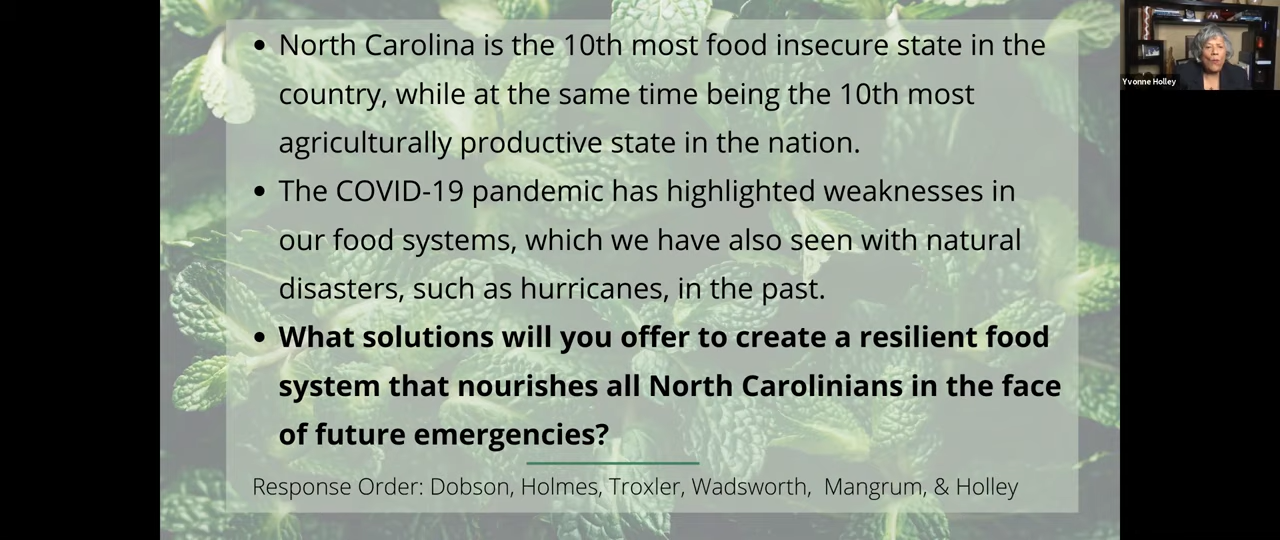 • North Carolina is the 10th most food insecure state in the
country, while at the same time being the 10th most
agriculturally productive state in the nation.
• The COVID-19 pandemic has highlighted weaknesses in
our food systems, which we have also seen with natural
disasters, such as hurricanes, in the past.
• What solutions will you offer to create a resilient food
system that nourishes all North Carolinians in the face
of future emergencies?
Response Order: Dobson, Holmes, Troxler, Wadsworth, Mangrum, & Holley
Yvonne Holley